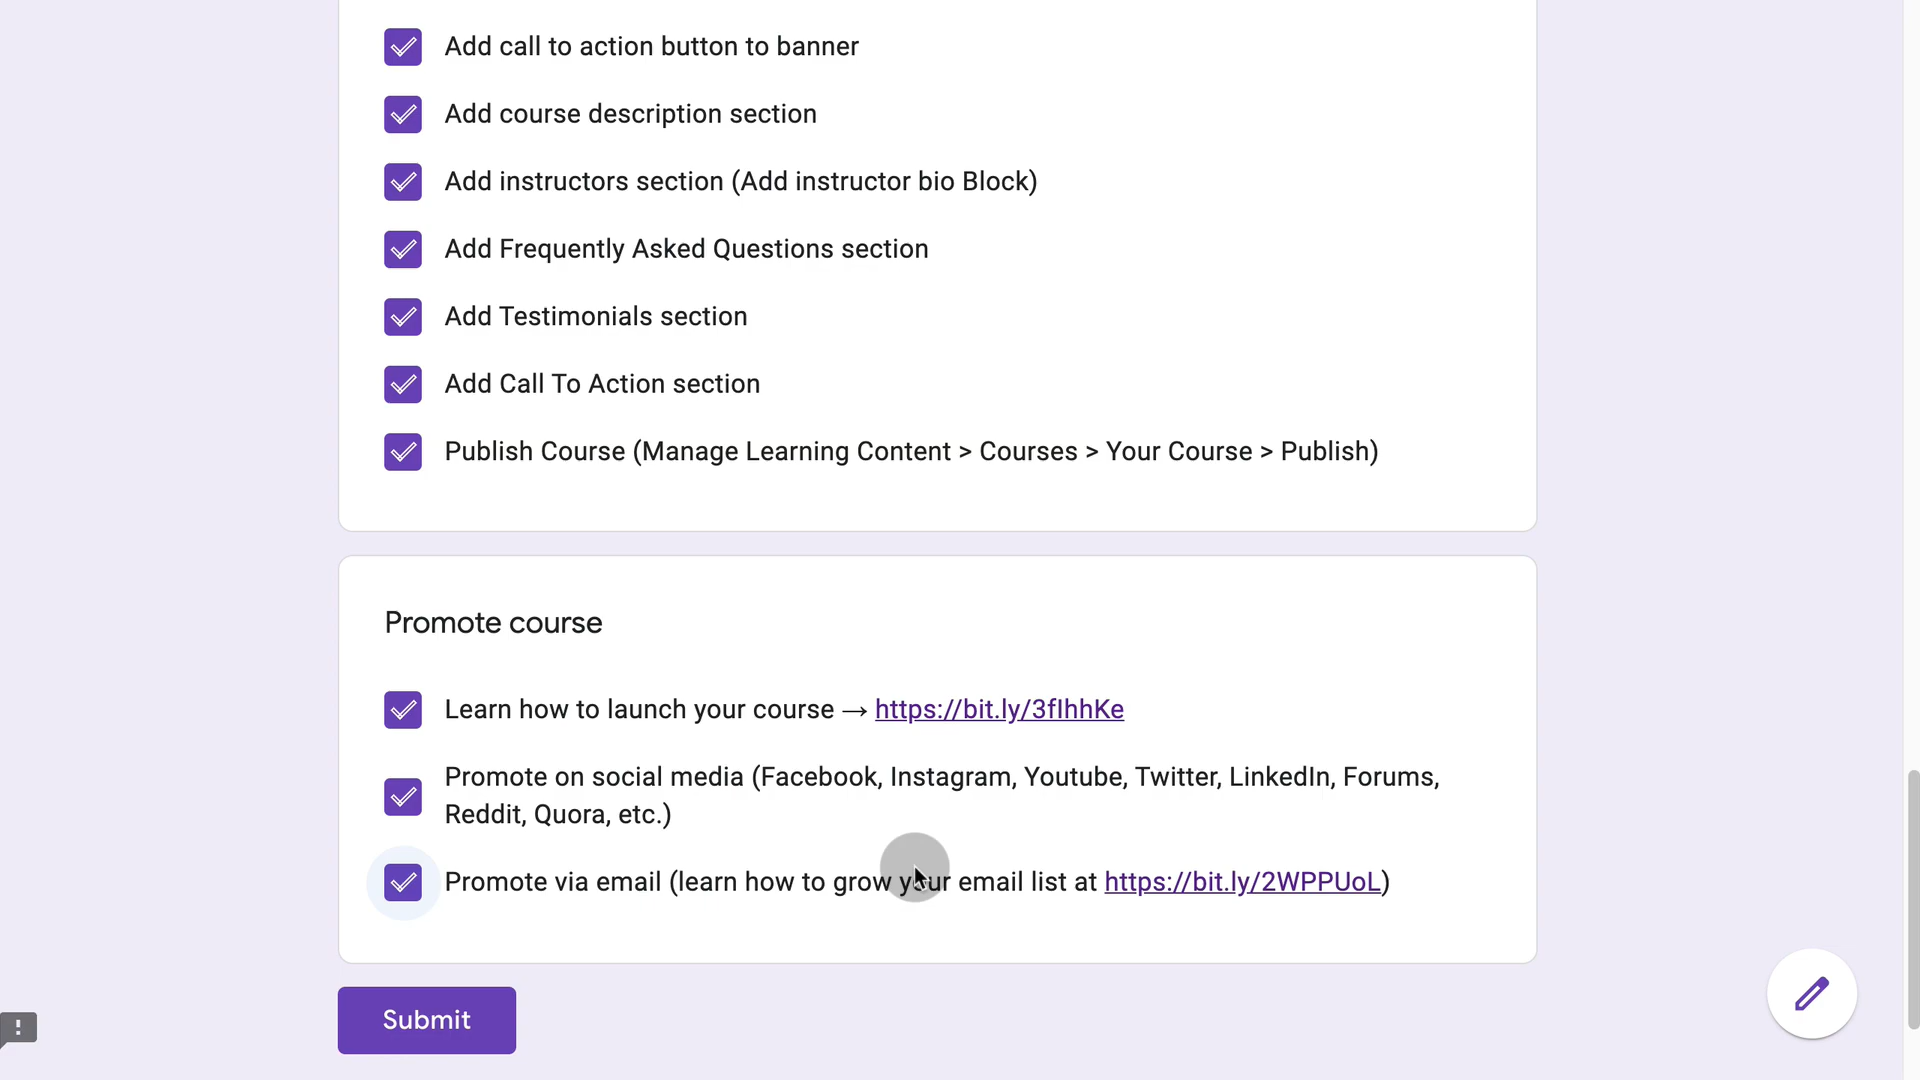 Add call to action button to banner
Add course description section
Add instructors section (Add instructor bio Block)
Add Frequently Asked Questions section
Add Testimonials section
Add Call To Action section
Publish Course (Manage Learning Content > Courses > Your Course > Publish)
Promote course
Learn how to launch your course → https://bit.ly/3fIhhKe
Promote on social media (Facebook, Instagram, Youtube, Twitter, LinkedIn, Forums,
Reddit, Quora, etc.)
Promote via email (learn how to grow your email list at https://bit.ly/2WPPUoL)
Submit